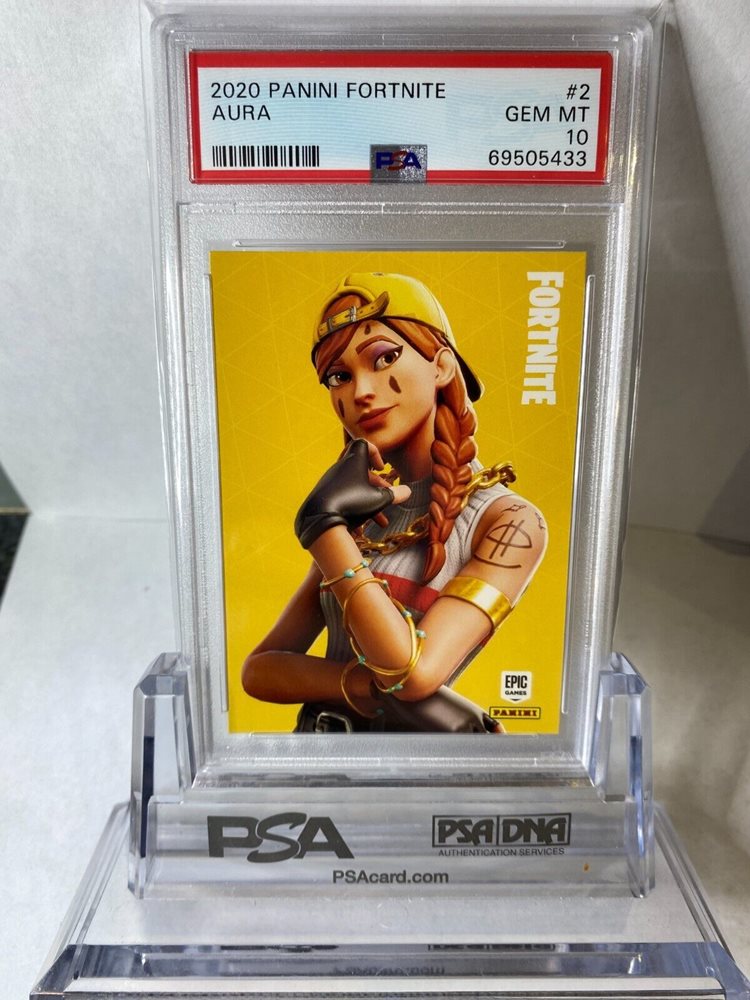 2020 PANINI FORTNITE #2
AURA GEM MT
10
PSA 69505433
FORTNITE
EPIC
GAMES
PANINI
PSA PSA DNA
AUTHENTICATION SERVICES
PSAcard.com